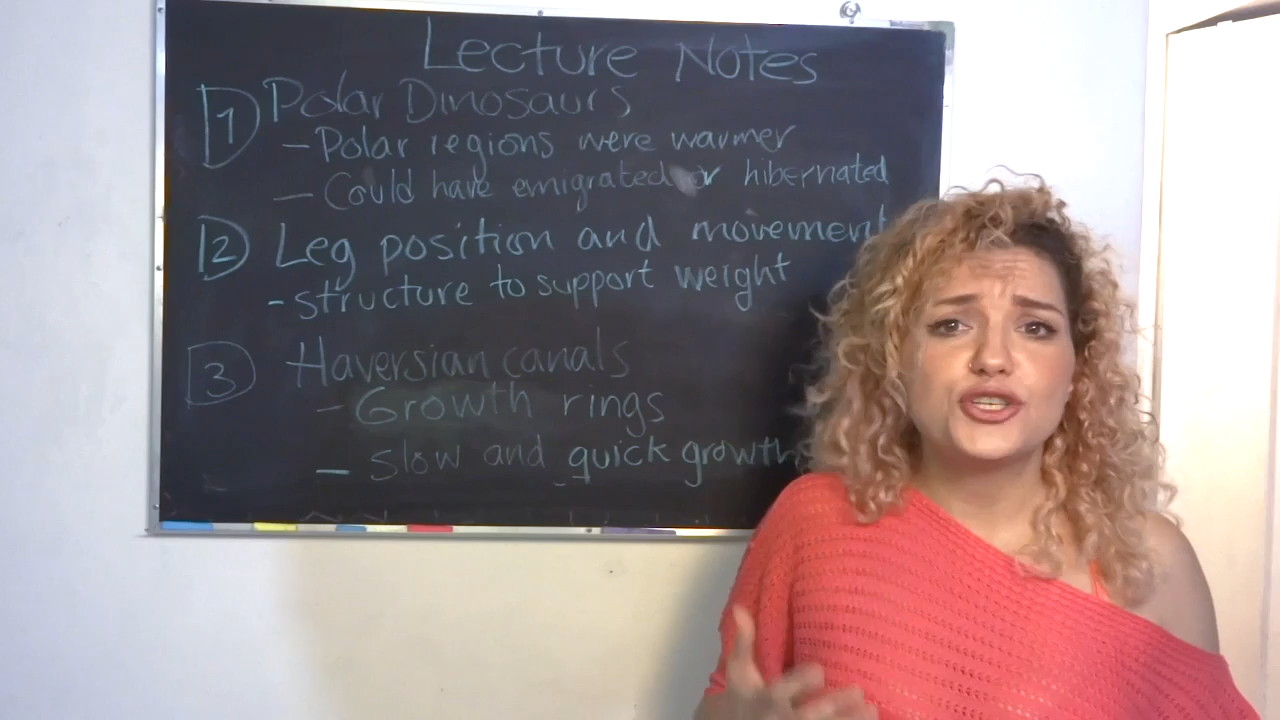 Lecture Notes
1 Polar Dinosaurs
– Polar regions were warmer
– Could have emigrated or hibernated
2 Leg position and movement
- structure to support weight
3 Haversian canals
– Growth rings
– slow and quick growth